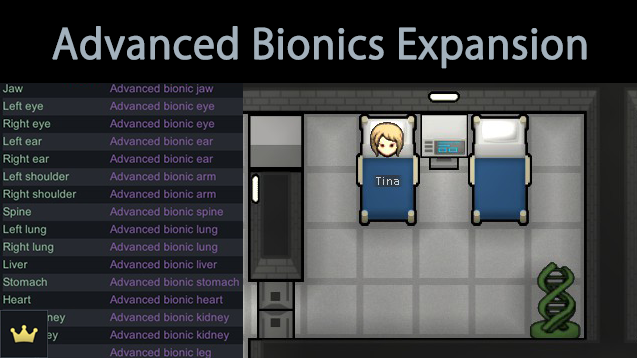 Advanced Bionics Expansion
Jaw Advanced bionic jaw
Left eye Advanced bionic eye
Right eye Advanced bionic eye
Left ear Advanced bionic ear
Right ear Advanced bionic ear
Left shoulder Advanced bionic arm
Right shoulder Advanced bionic arm
Spine Advanced bionic spine
Left lung Advanced bionic lung
Right lung Advanced bionic lung
Liver Advanced bionic liver
Stomach Advanced bionic stomach
Heart Advanced bionic heart
ney Advanced bionic kidney
ey Advanced bionic kidney
Advanced bionic leg
Tina